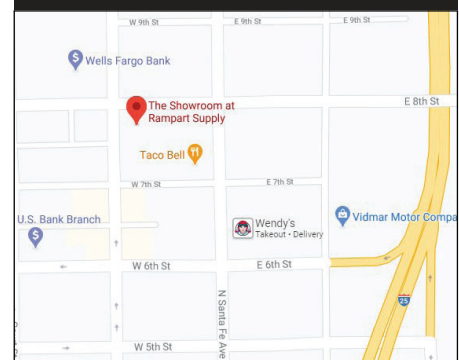 W 9th St
E 9th St
E 9th St
Wells Fargo Bank
The Showroom at
Rampart Supply
E 8th St
Taco Bell
W 7th St
E 7th St
U.S. Bank Branch
Wendy's
Takeout • Delivery
Vidmar Motor Compa
W 6th St
E 6th St
N Santa Fe Ave
25
W 5th St